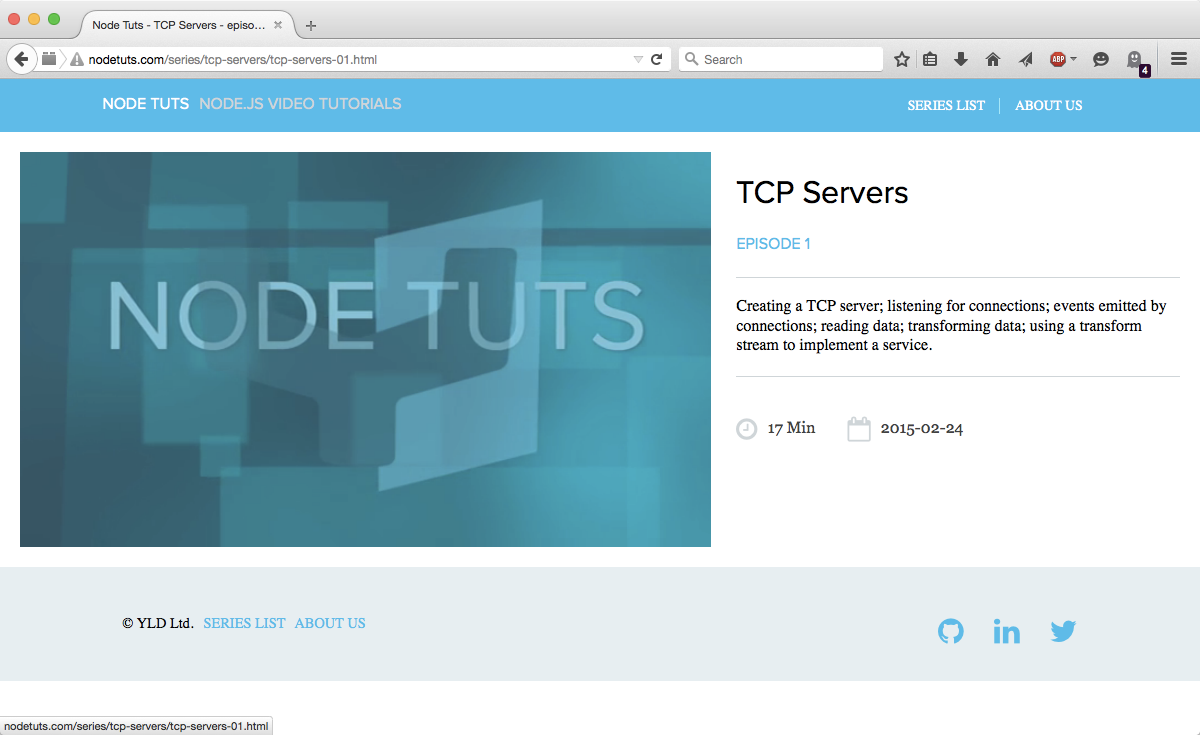 Node Tuts - TCP Servers - episo...
nodetuts.com/series/tcp-servers/tcp-servers-01.html
Search
ABP
4
NODE TUTS NODE.JS VIDEO TUTORIALS
SERIES LIST
ABOUT US
NODE TUTS
TCP Servers
EPISODE 1
Creating a TCP server; listening for connections; events emitted by
connections; reading data; transforming data; using a transform
stream to implement a service.
17 Min
2015-02-24
© YLD Ltd. SERIES LIST ABOUT US
in
nodetuts.com/series/tcp-servers/tcp-servers-01.html